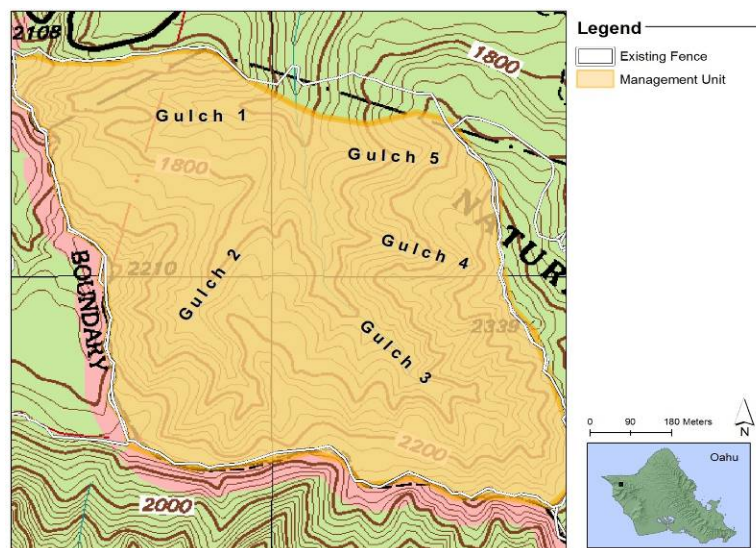 2108
1800
Gulch 1
Gulch 5
1800
NATUR
Gulch 4
2210
Gulch 2
BOUNDARY
2339
Gulch 3
2200
2000
Legend
Existing Fence
Management Unit
0 90 180 Meters
N
Oahu